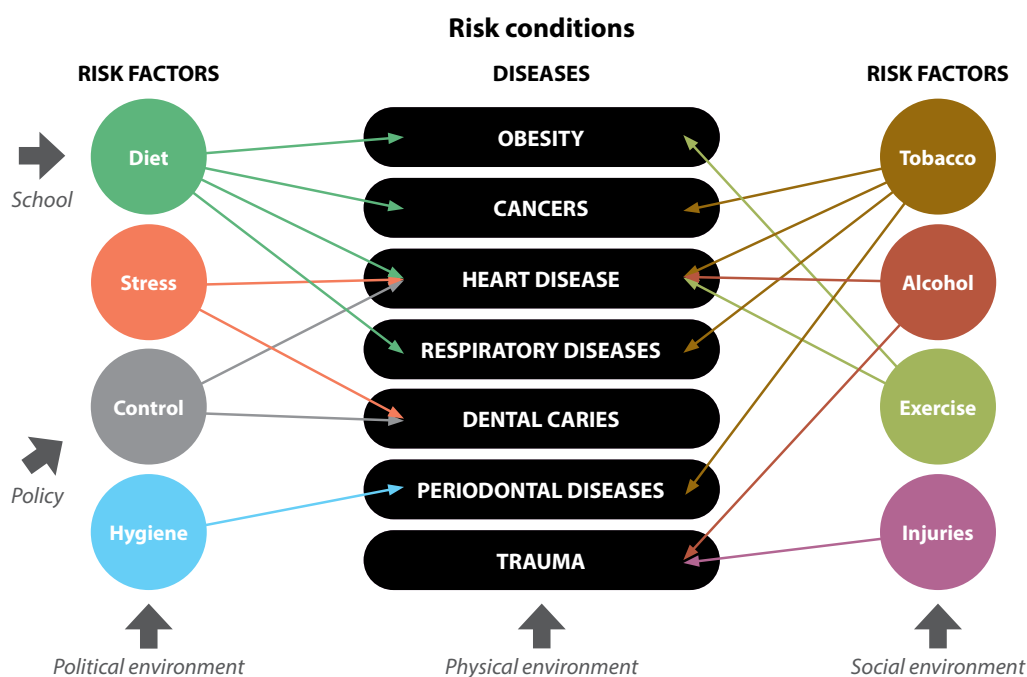 Risk conditions
RISK FACTORS
DISEASES
RISK FACTORS
Diet
OBESITY
Tobacco
School
CANCERS
Stress
HEART DISEASE
Alcohol
RESPIRATORY DISEASES
Control
DENTAL CARIES
Exercise
Policy
PERIODONTAL DISEASES
Hygiene
TRAUMA
Injuries
Political environment
Physical environment
Social environment